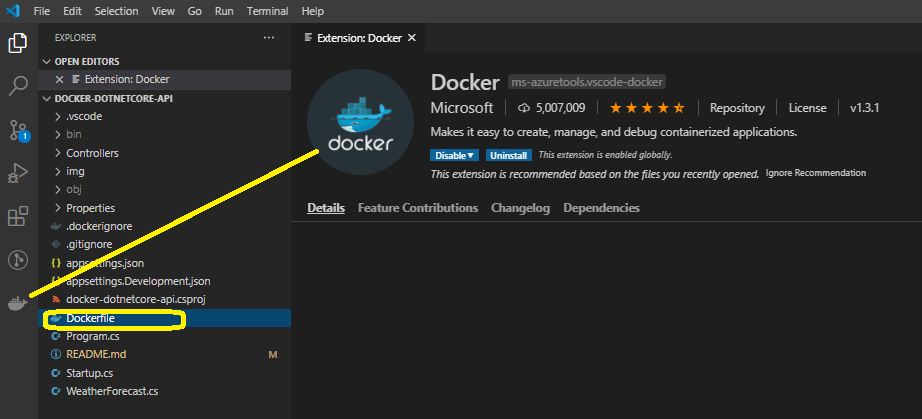 File Edit Selection View Go Run Terminal Help
EXPLORER ...
Extension: Docker
OPEN EDITORS
Extension: Docker
DOCKER-DOTNETCORE-API
.vscode
bin
Controllers
img
obj
Properties
.dockerignore
.gitignore
appsettings.json
appsettings.Development.json
docker-dotnetcore-api.csproj
Dockerfile
Program.cs
README.md M
Startup.cs
WeatherForecast.cs
1
docker
Docker ms-azuretools.vscode-docker
Microsoft 5,007,009 Repository License v1.3.1
Makes it easy to create, manage, and debug containerized applications.
Disable Uninstall This extension is enabled globally.
This extension is recommended based on the files you recently opened. Ignore Recommendation
Details Feature Contributions Changelog Dependencies